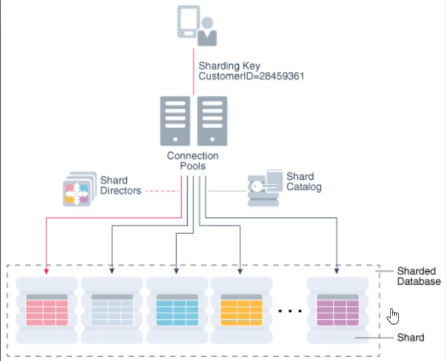 Sharding Key
CustomerID=28459361
Connection
Pools
Shard
Directors
Shard
Catalog
Sharded
Database
Shard